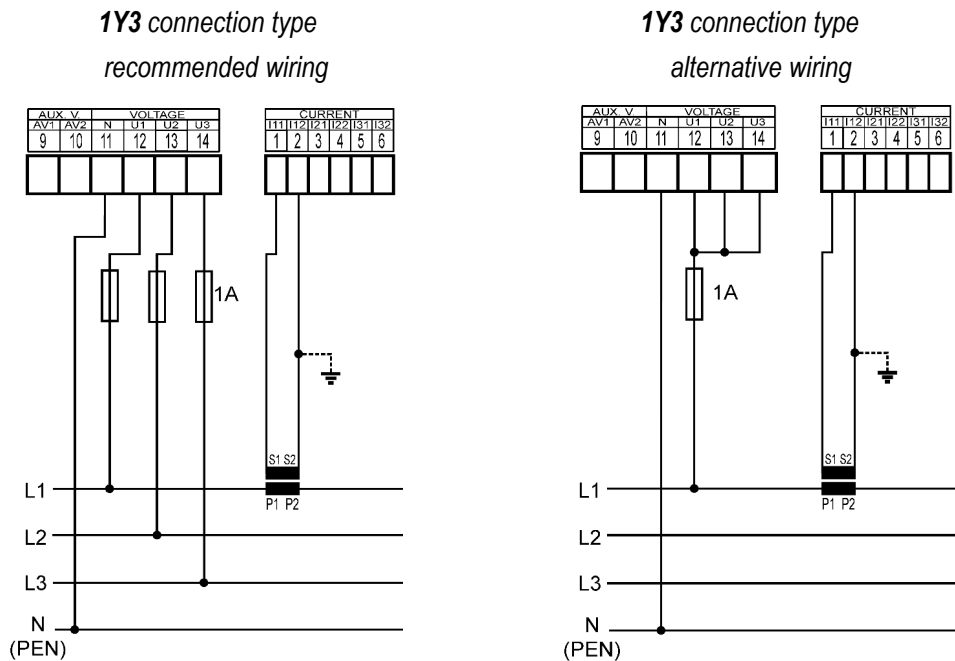 1Y3 connection type
recommended wiring
AUX. V. VOLTAGE
AV1 AV2 N U1 U2 U3
9 10 11 12 13 14
CURRENT
I11 I12 I21 I22 I31 I32
1 2 3 4 5 6
1A
S1 S2
L1
P1 P2
L2
L3
N
(PEN)
1Y3 connection type
alternative wiring
AUX. V. VOLTAGE
AV1 AV2 N U1 U2 U3
9 10 11 12 13 14
CURRENT
I11 I12 I21 I22 I31 I32
1 2 3 4 5 6
1A
S1 S2
L1
P1 P2
L2
L3
N
(PEN)